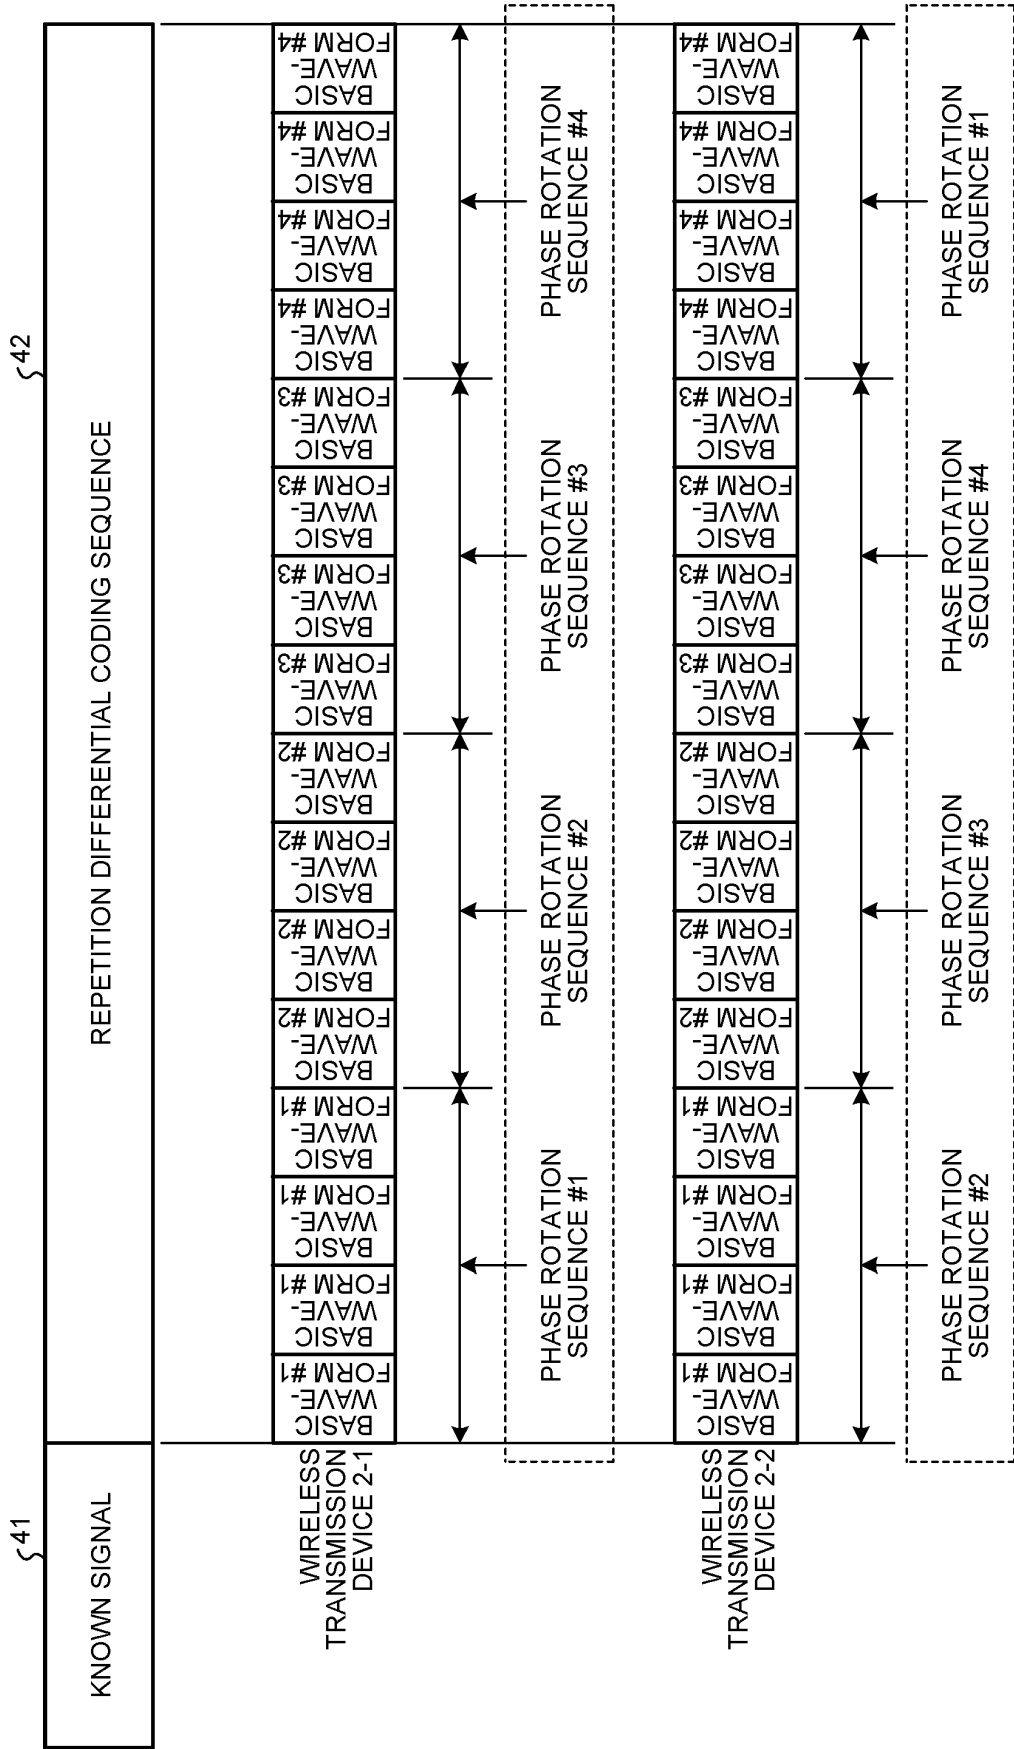 41
42
KNOWN SIGNAL
REPETITION DIFFERENTIAL CODING SEQUENCE
WIRELESS
TRANSMISSION
DEVICE 2-1
BASIC
WAVE-
FORM #1
BASIC
WAVE-
FORM #1
BASIC
WAVE-
FORM #1
BASIC
WAVE-
FORM #1
BASIC
WAVE-
FORM #2
BASIC
WAVE-
FORM #2
BASIC
WAVE-
FORM #2
BASIC
WAVE-
FORM #2
BASIC
WAVE-
FORM #3
BASIC
WAVE-
FORM #3
BASIC
WAVE-
FORM #3
BASIC
WAVE-
FORM #3
BASIC
WAVE-
FORM #4
BASIC
WAVE-
FORM #4
BASIC
WAVE-
FORM #4
BASIC
WAVE-
FORM #4
PHASE ROTATION
SEQUENCE #1
PHASE ROTATION
SEQUENCE #2
PHASE ROTATION
SEQUENCE #3
PHASE ROTATION
SEQUENCE #4
WIRELESS
TRANSMISSION
DEVICE 2-2
BASIC
WAVE-
FORM #1
BASIC
WAVE-
FORM #1
BASIC
WAVE-
FORM #1
BASIC
WAVE-
FORM #1
BASIC
WAVE-
FORM #2
BASIC
WAVE-
FORM #2
BASIC
WAVE-
FORM #2
BASIC
WAVE-
FORM #2
BASIC
WAVE-
FORM #3
BASIC
WAVE-
FORM #3
BASIC
WAVE-
FORM #3
BASIC
WAVE-
FORM #3
BASIC
WAVE-
FORM #4
BASIC
WAVE-
FORM #4
BASIC
WAVE-
FORM #4
BASIC
WAVE-
FORM #4
PHASE ROTATION
SEQUENCE #2
PHASE ROTATION
SEQUENCE #3
PHASE ROTATION
SEQUENCE #4
PHASE ROTATION
SEQUENCE #1